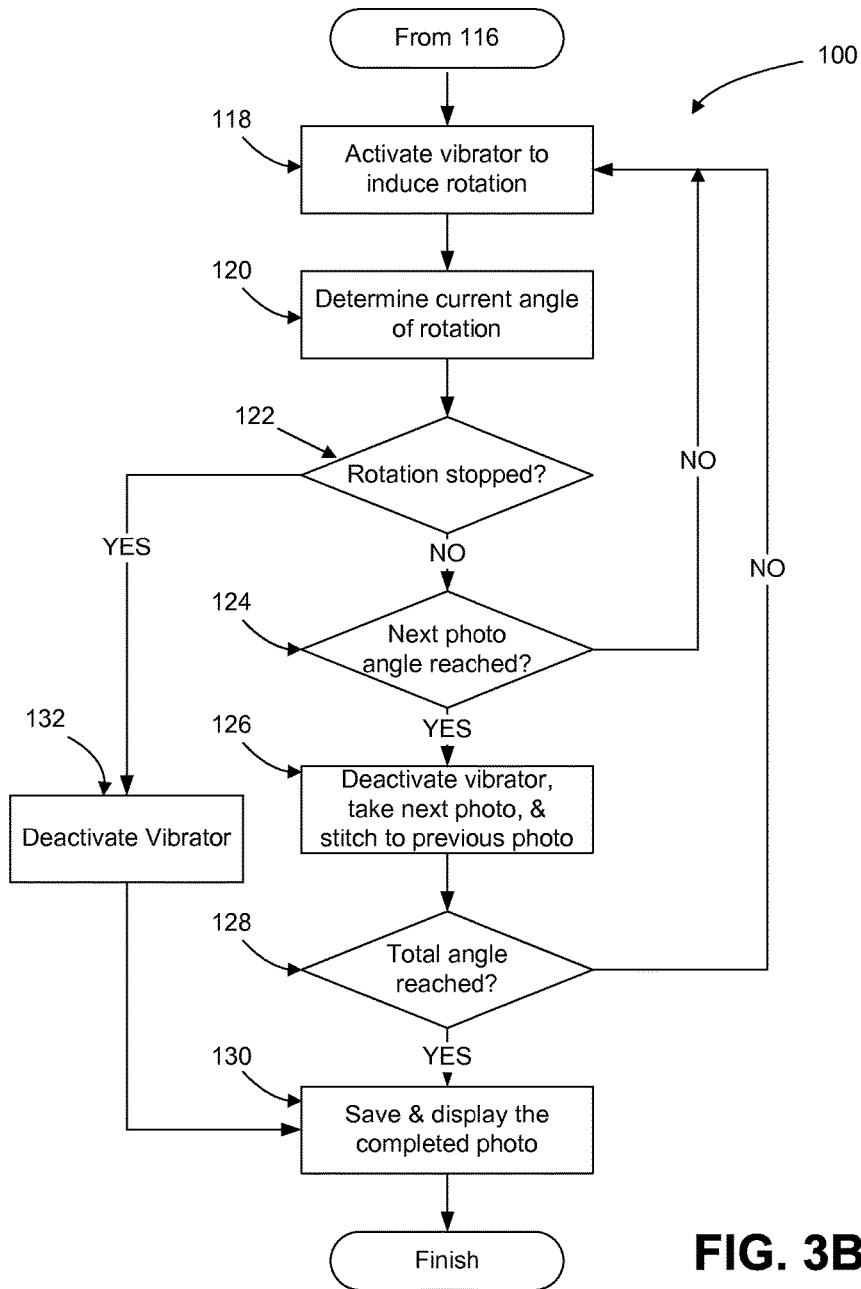 From 116
100
118
Activate vibrator to
induce rotation
120
Determine current angle
of rotation
122
Rotation stopped?
NO
YES
NO
NO
124
Next photo
angle reached?
132
YES
126
Deactivate vibrator,
take next photo, &
stitch to previous photo
Deactivate Vibrator
128
Total angle
reached?
YES
130
Save & display the
completed photo
Finish
FIG. 3B